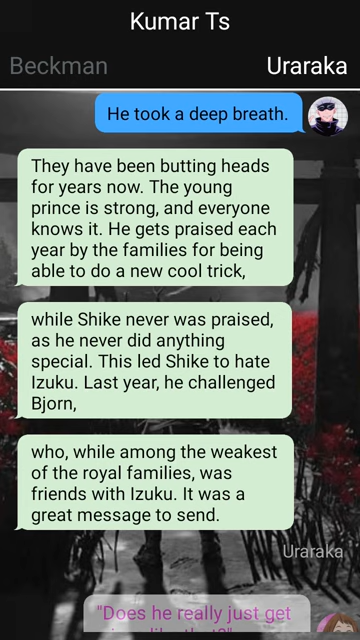 Kumar Ts
Beckman
Uraraka
He took a deep breath.
They have been butting heads
for years now. The young
prince is strong, and everyone
knows it. He gets praised each
year by the families for being
able to do a new cool trick,
while Shike never was praised,
as he never did anything
special. This led Shike to hate
Izuku. Last year, he challenged
Bjorn,
who, while among the weakest
of the royal families, was
friends with Izuku. It was a
great message to send.
Uraraka
"Does he really just get